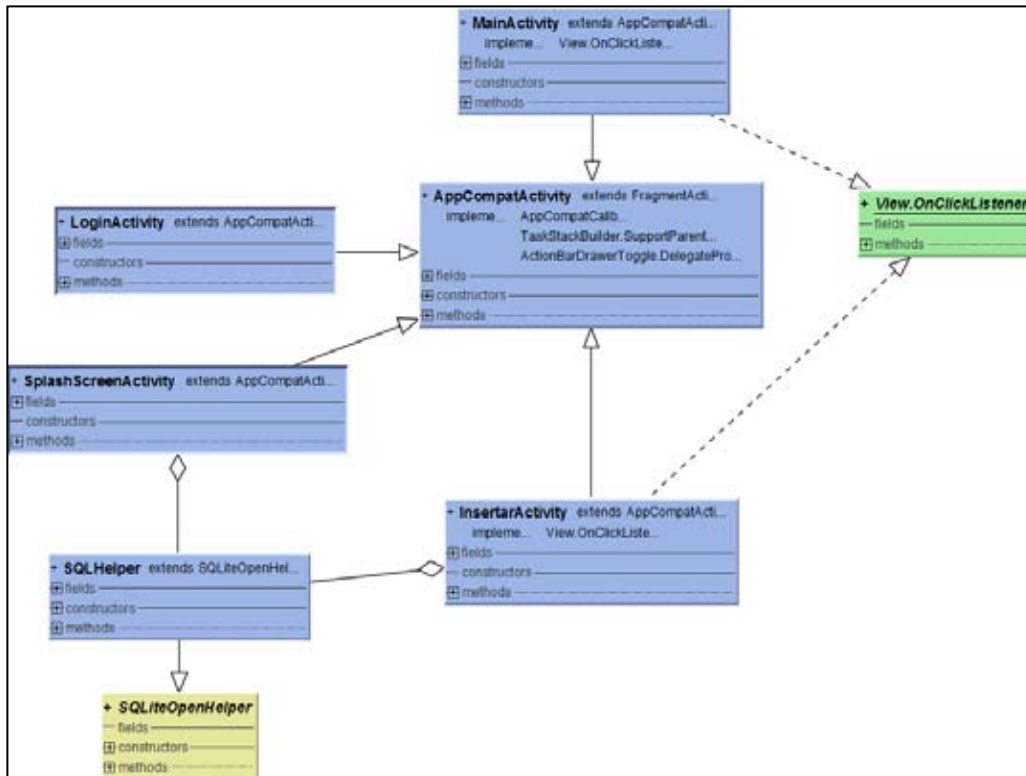 MainActivity extends AppCompatActi...
impleme... View.OnClickListe...
fields
constructors
methods
AppCompatActivity extends FragmentActi...
impleme... AppCompatCallb...
TaskStackBuilder.SupportParent...
ActionBarDrawerToggle.DelegatePro...
fields
constructors
methods
+ View.OnClickListener
fields
methods
LoginActivity extends AppCompatActi...
fields
constructors
methods
SplashScreenActivity extends AppCompatActi...
fields
constructors
methods
InsertarActivity extends AppCompatActi...
impleme... View.OnClickListe...
fields
constructors
methods
SQLHelper extends SQLiteOpenHel...
fields
constructors
methods
+ SQLiteOpenHelper
fields
constructors
methods